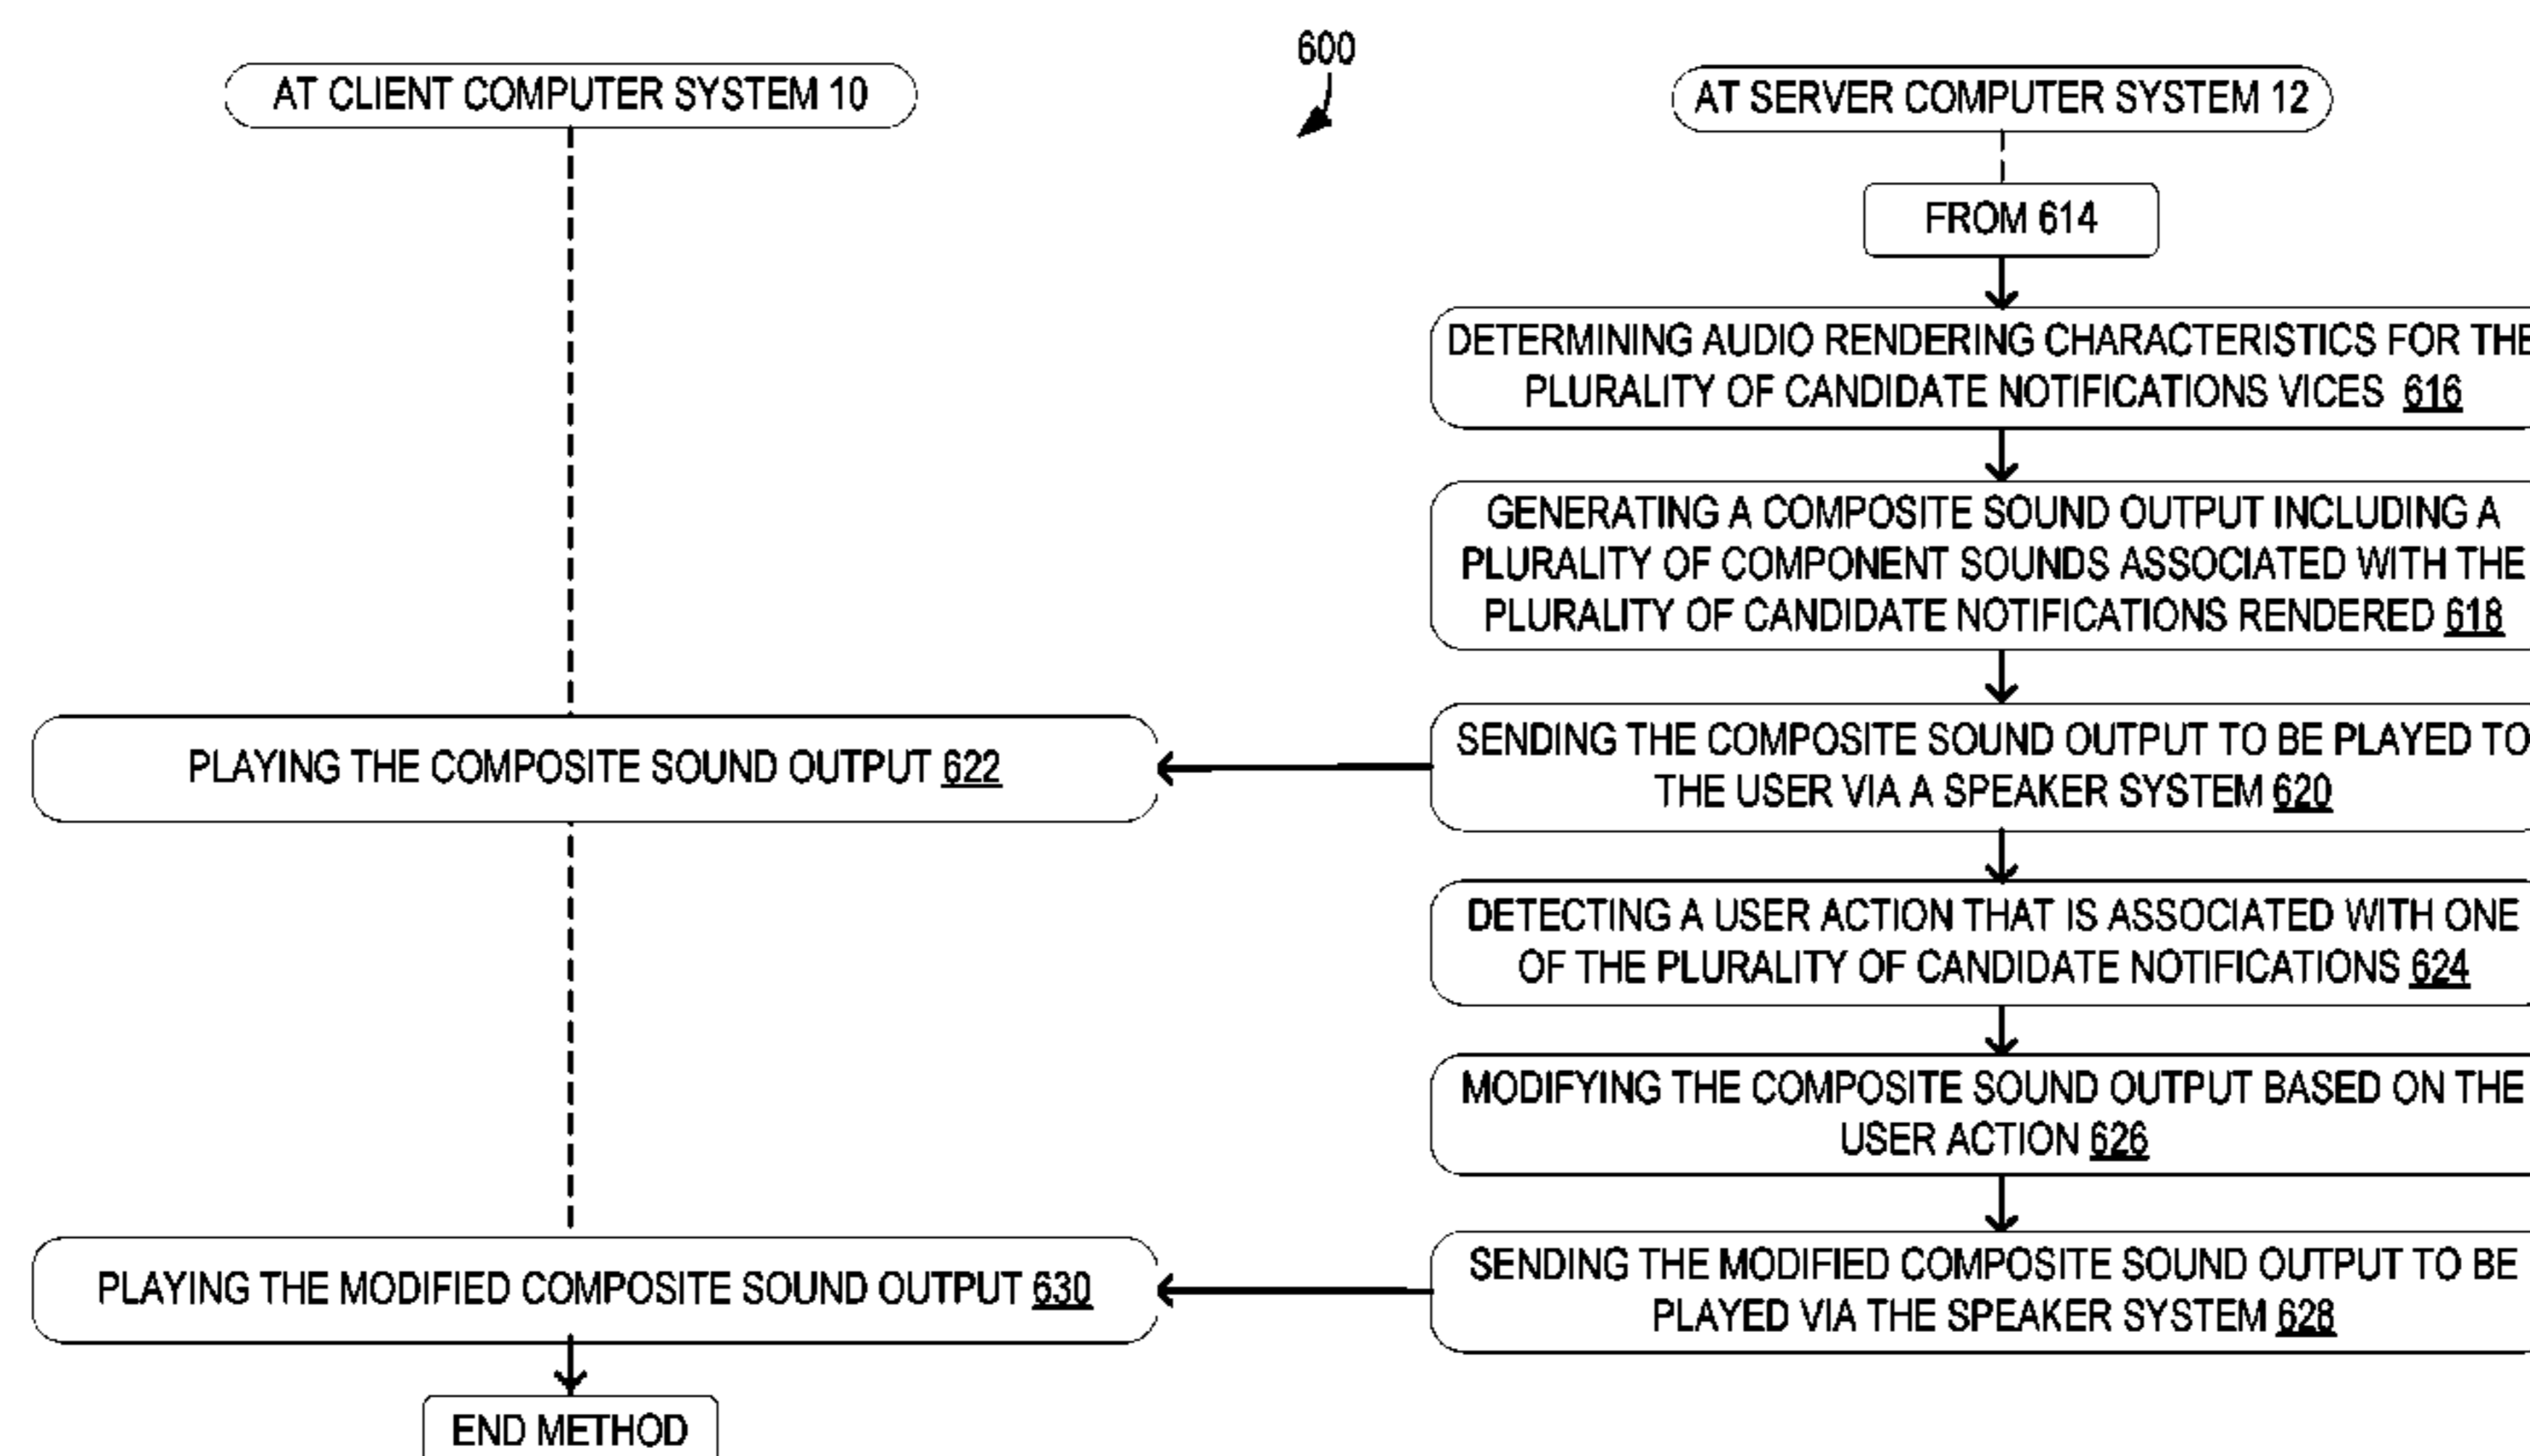 600
AT CLIENT COMPUTER SYSTEM 10
AT SERVER COMPUTER SYSTEM 12
FROM 614
DETERMINING AUDIO RENDERING CHARACTERISTICS FOR THE
PLURALITY OF CANDIDATE NOTIFICATIONS VICES 616
GENERATING A COMPOSITE SOUND OUTPUT INCLUDING A
PLURALITY OF COMPONENT SOUNDS ASSOCIATED WITH THE
PLURALITY OF CANDIDATE NOTIFICATIONS RENDERED 618
SENDING THE COMPOSITE SOUND OUTPUT TO BE PLAYED TO
THE USER VIA A SPEAKER SYSTEM 620
PLAYING THE COMPOSITE SOUND OUTPUT 622
DETECTING A USER ACTION THAT IS ASSOCIATED WITH ONE
OF THE PLURALITY OF CANDIDATE NOTIFICATIONS 624
MODIFYING THE COMPOSITE SOUND OUTPUT BASED ON THE
USER ACTION 626
SENDING THE MODIFIED COMPOSITE SOUND OUTPUT TO BE
PLAYED VIA THE SPEAKER SYSTEM 628
PLAYING THE MODIFIED COMPOSITE SOUND OUTPUT 630
END METHOD